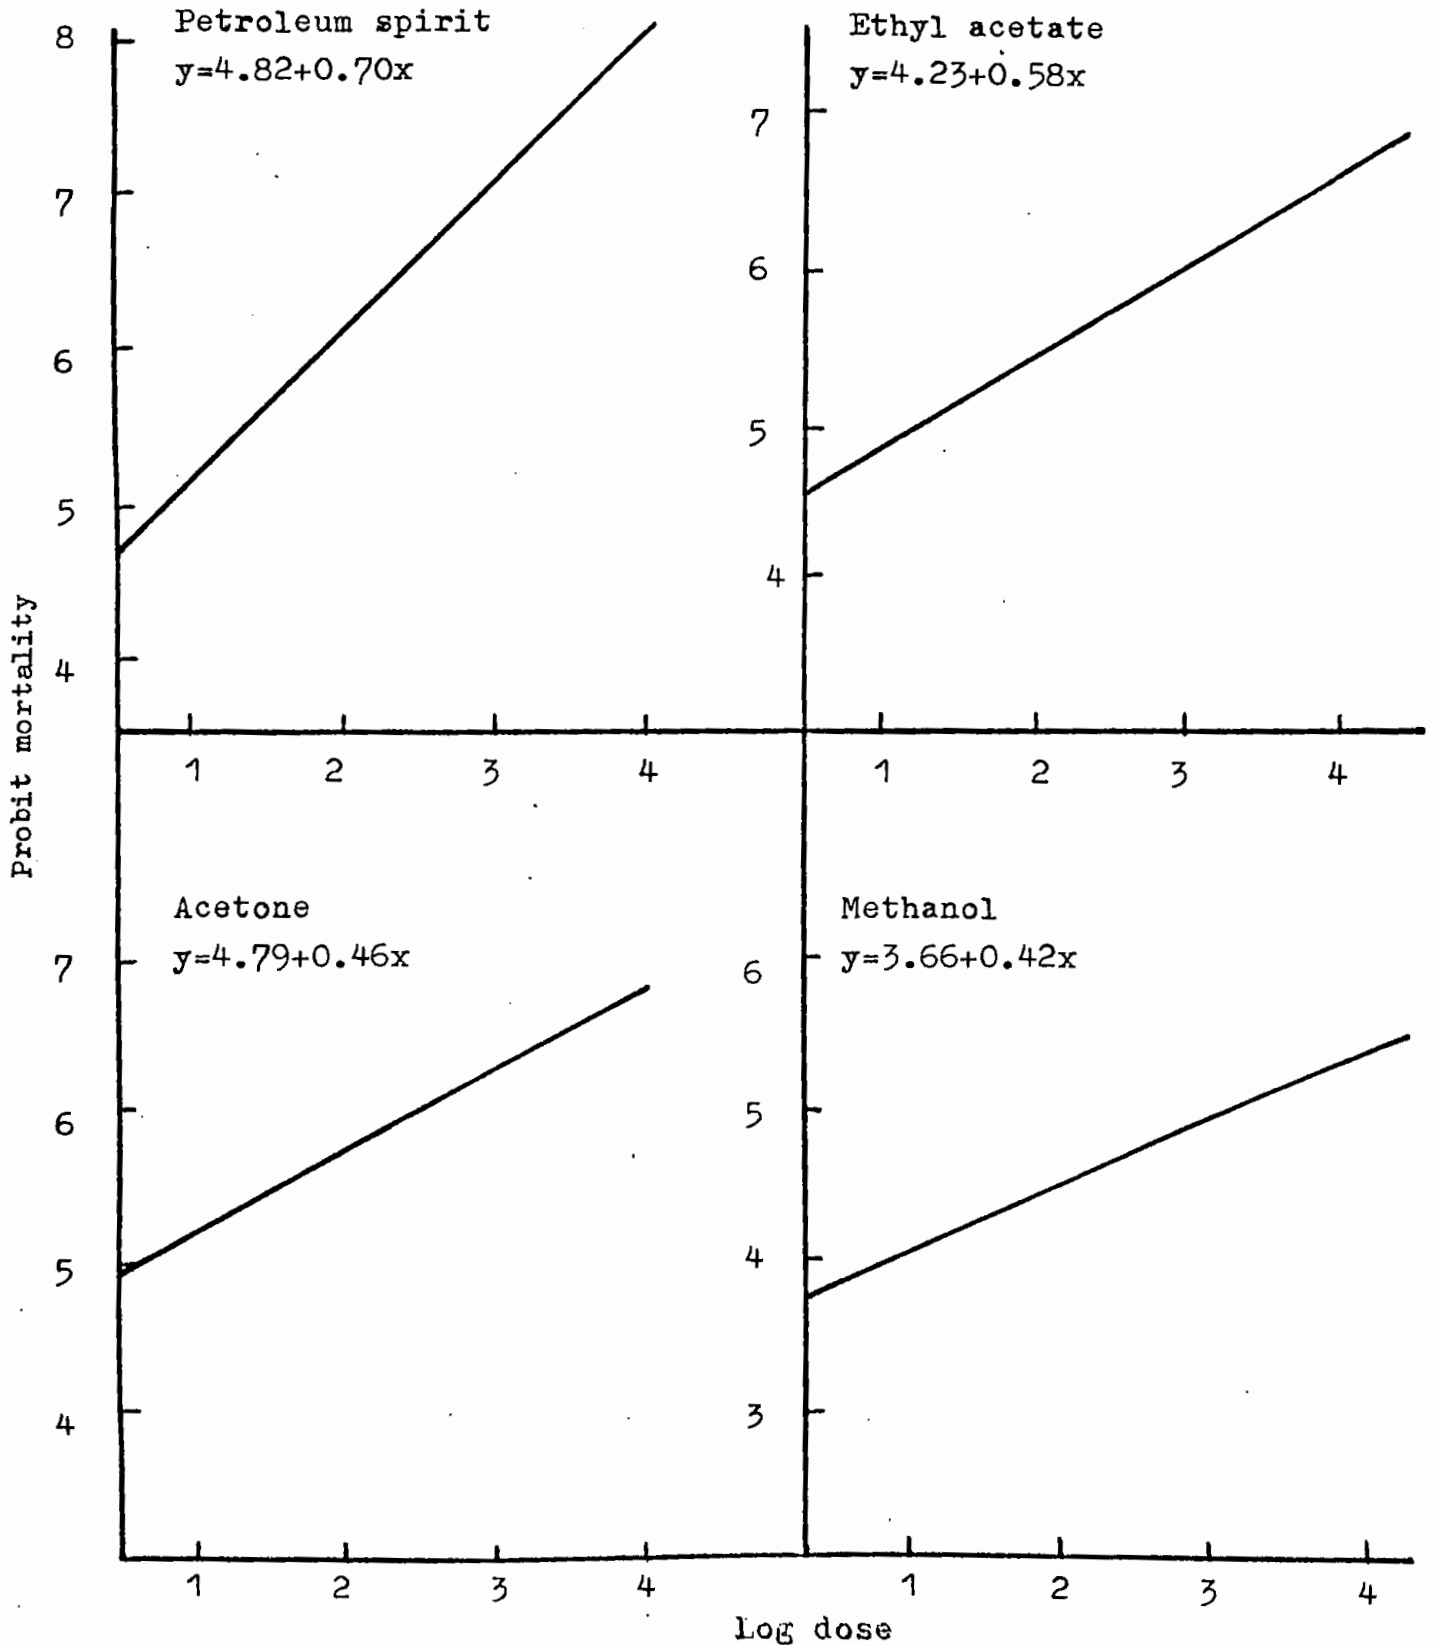 Petroleum spirit
y=4.82+0.70x
8
7
6
5
4
1 2 3 4
Ethyl acetate
y=4.23+0.58x
7
6
5
4
1 2 3 4
Probit mortality
Acetone
y=4.79+0.46x
7
6
5
4
1 2 3 4
Methanol
y=3.66+0.42x
6
5
4
3
1 2 3 4
Log dose